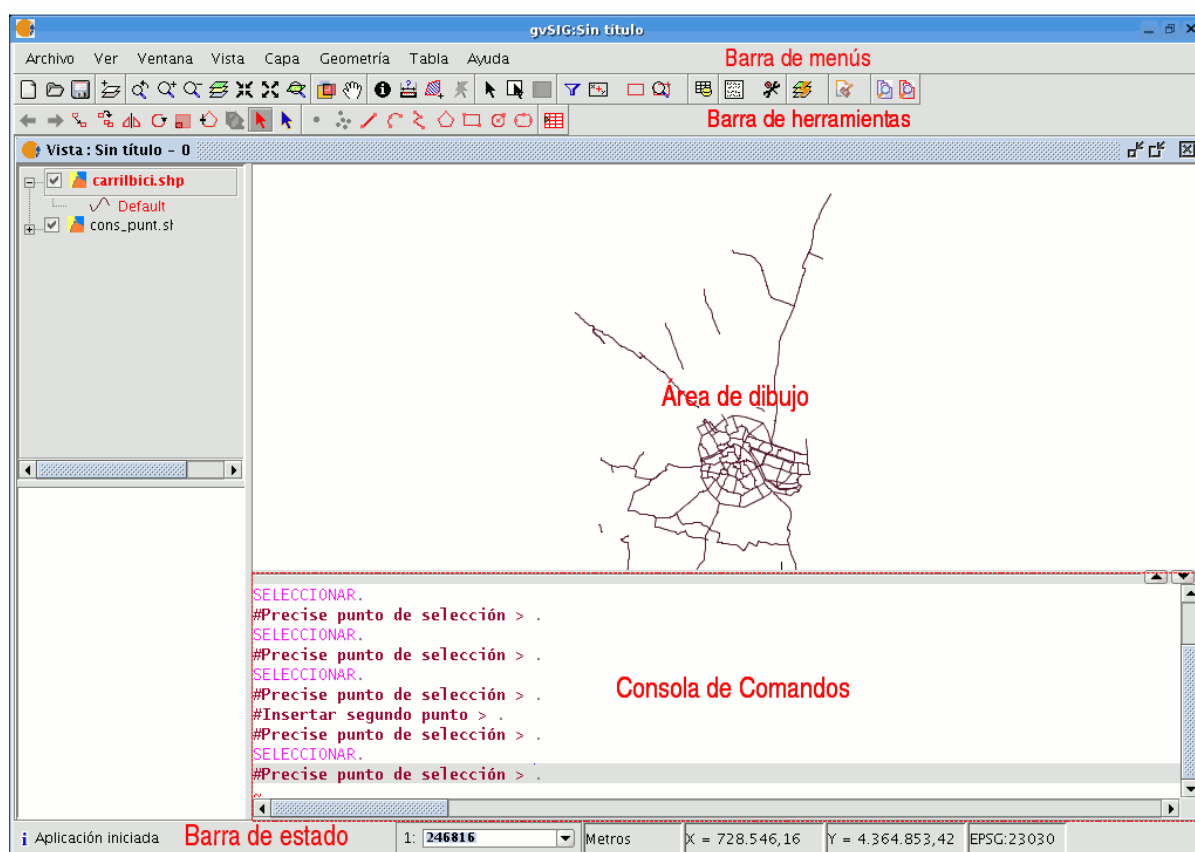 gvSIG:Sin título
Archivo Ver Ventana Vista Capa Geometría Tabla Ayuda
Barra de menús
Barra de herramientas
Vista : Sin título - 0
carrilbici.shp
Default
cons_punt.sh
Área de dibujo
SELECCIONAR.
#Precise punto de selección > .
SELECCIONAR.
#Precise punto de selección > .
SELECCIONAR.
#Precise punto de selección > .
#Insertar segundo punto > .
#Precise punto de selección > .
SELECCIONAR.
#Precise punto de selección > .
Consola de Comandos
Aplicación iniciada
Barra de estado
1: 246816
Metros
X = 728.546,16
Y = 4.364.853,42
EPSG:23030